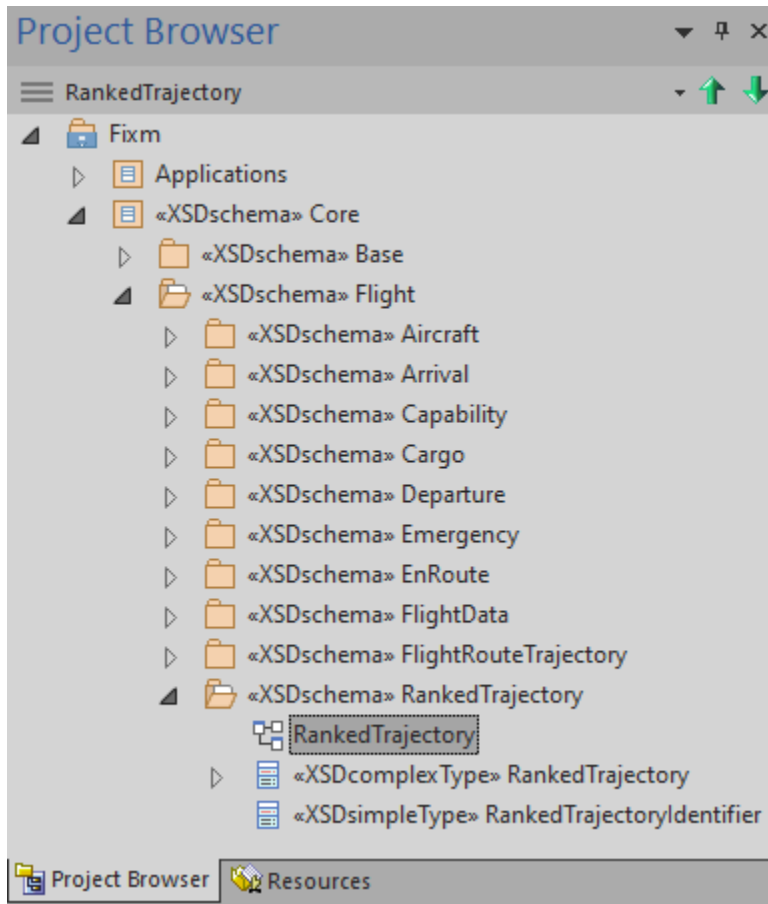 Project Browser
RankedTrajectory
Fixm
Applications
«XSDschema» Core
«XSDschema» Base
«XSDschema» Flight
«XSDschema» Aircraft
«XSDschema» Arrival
«XSDschema» Capability
«XSDschema» Cargo
«XSDschema» Departure
«XSDschema» Emergency
«XSDschema» EnRoute
«XSDschema» FlightData
«XSDschema» FlightRouteTrajectory
«XSDschema» RankedTrajectory
RankedTrajectory
«XSDcomplexType» RankedTrajectory
«XSDsimpleType» RankedTrajectoryIdentifier
Project Browser Resources